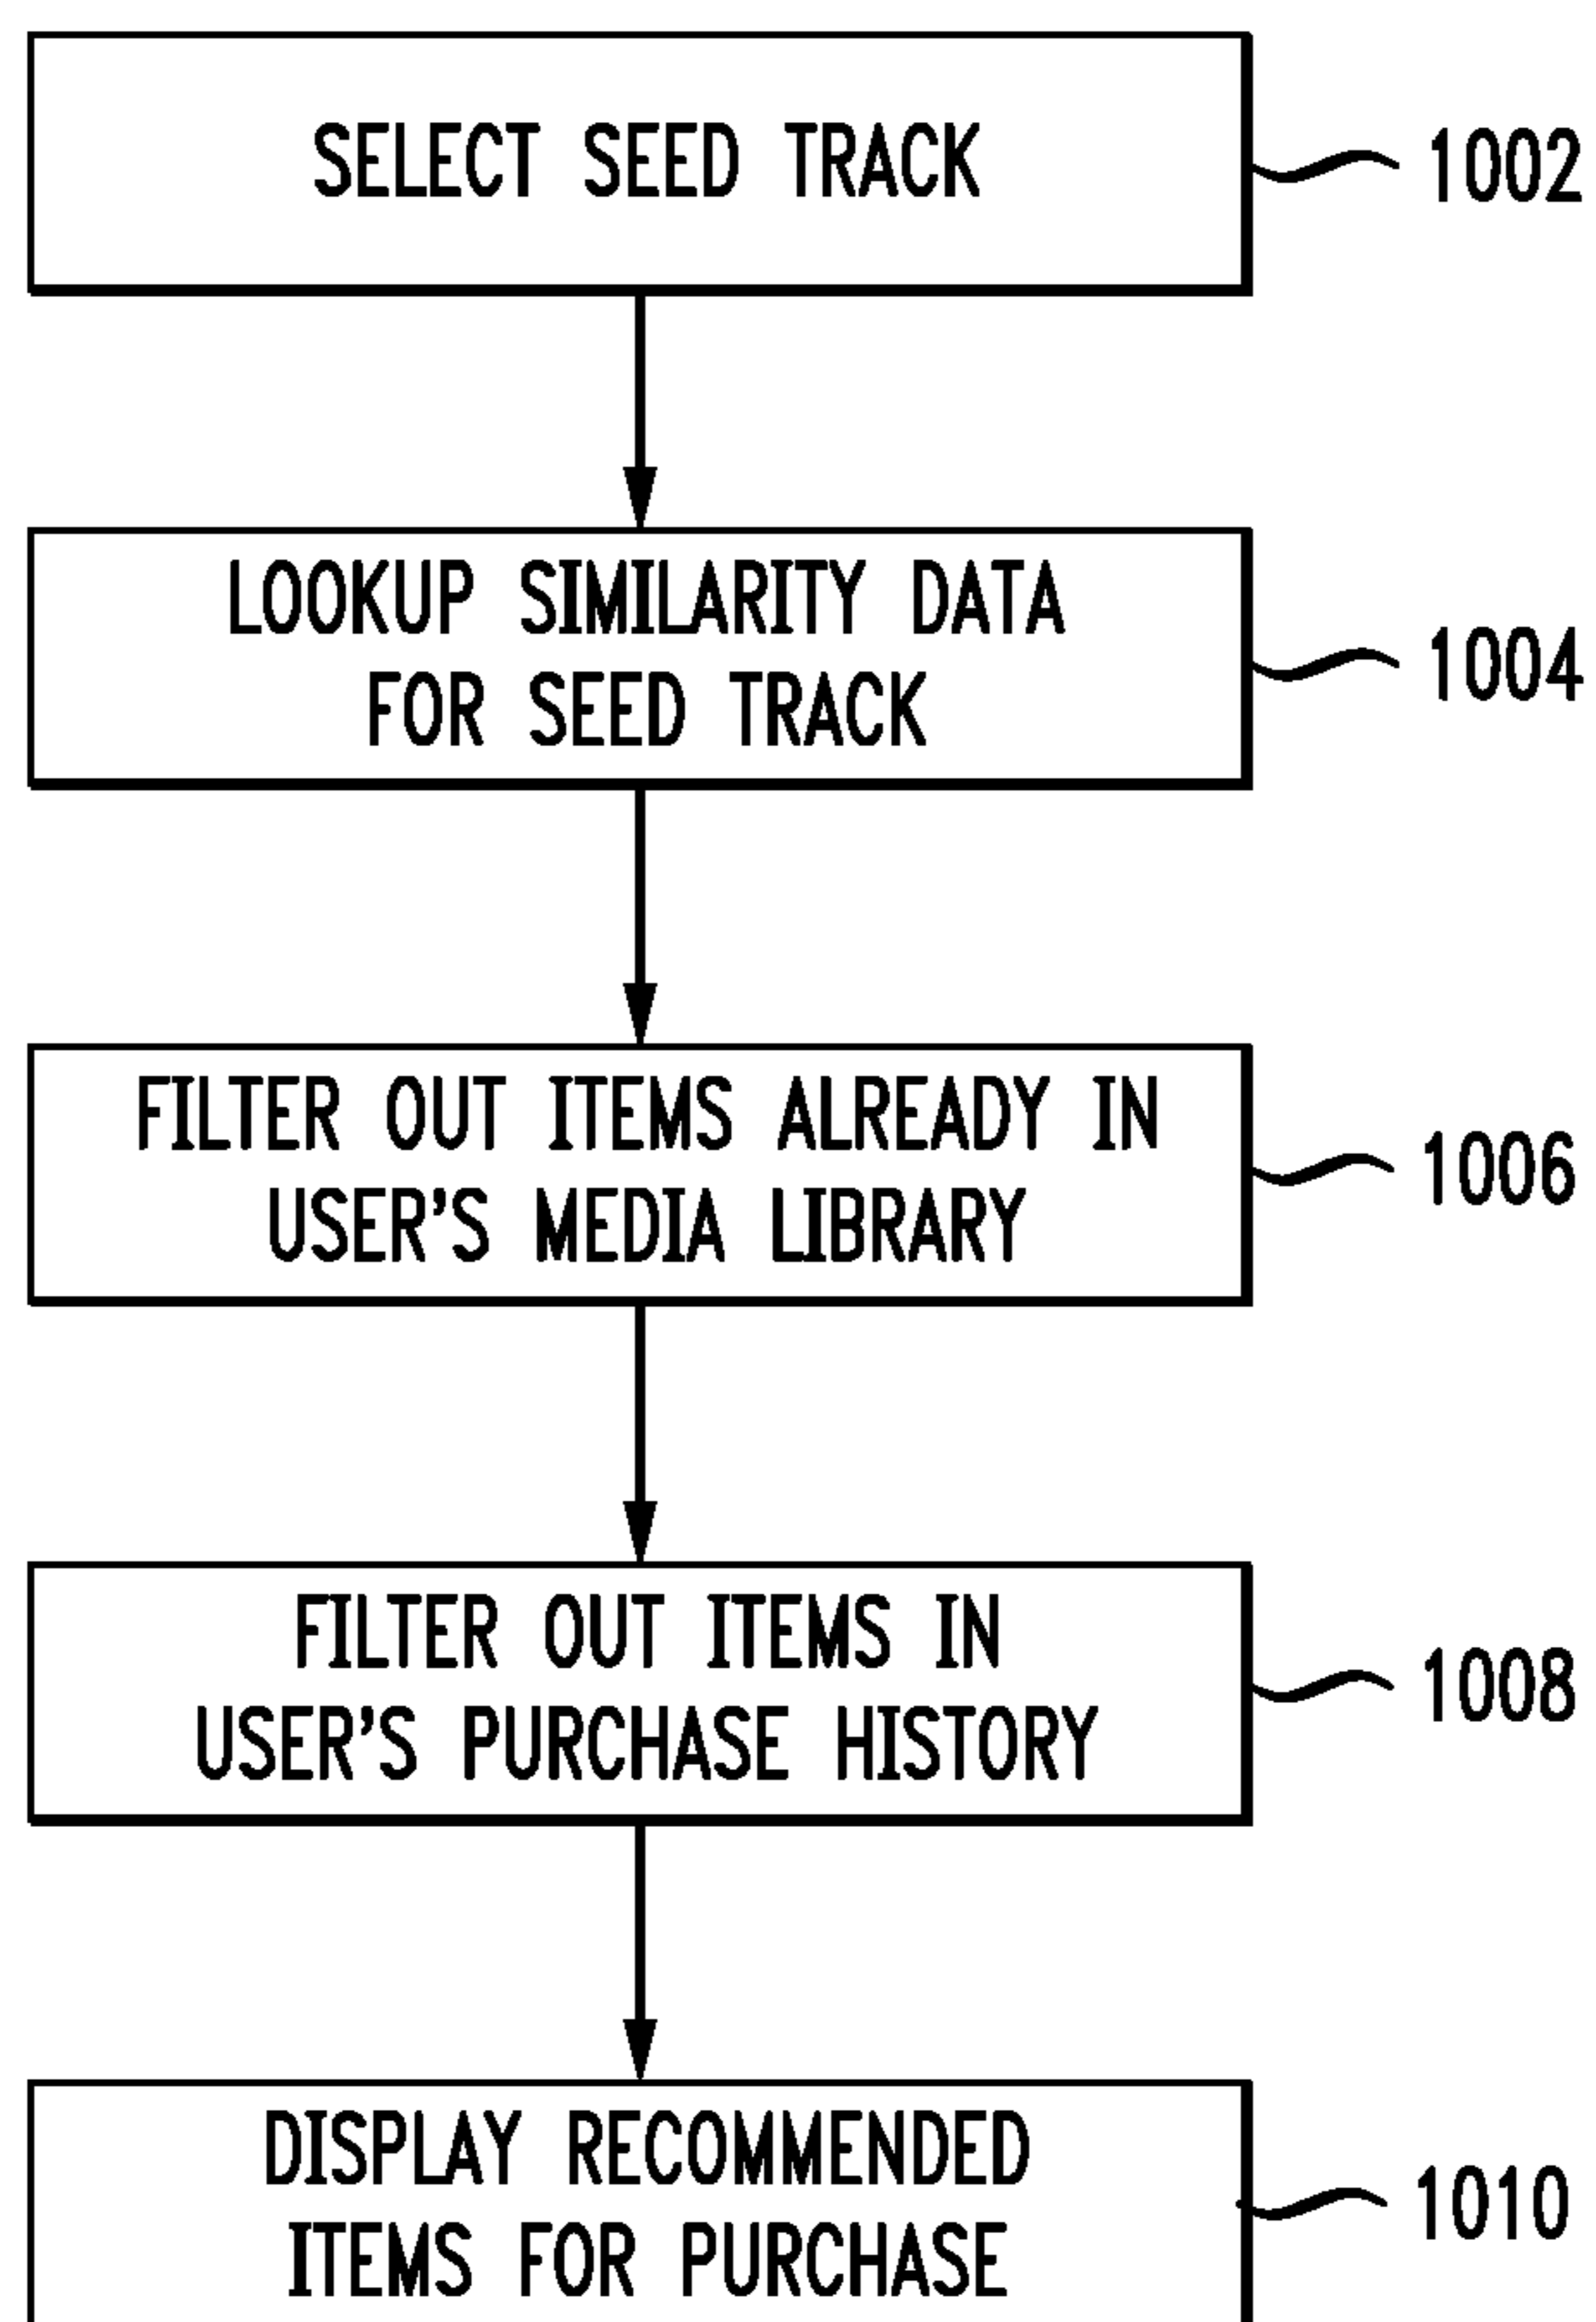 SELECT SEED TRACK
1002
LOOKUP SIMILARITY DATA
FOR SEED TRACK
1004
FILTER OUT ITEMS ALREADY IN
USER'S MEDIA LIBRARY
1006
FILTER OUT ITEMS IN
USER'S PURCHASE HISTORY
1008
DISPLAY RECOMMENDED
ITEMS FOR PURCHASE
1010